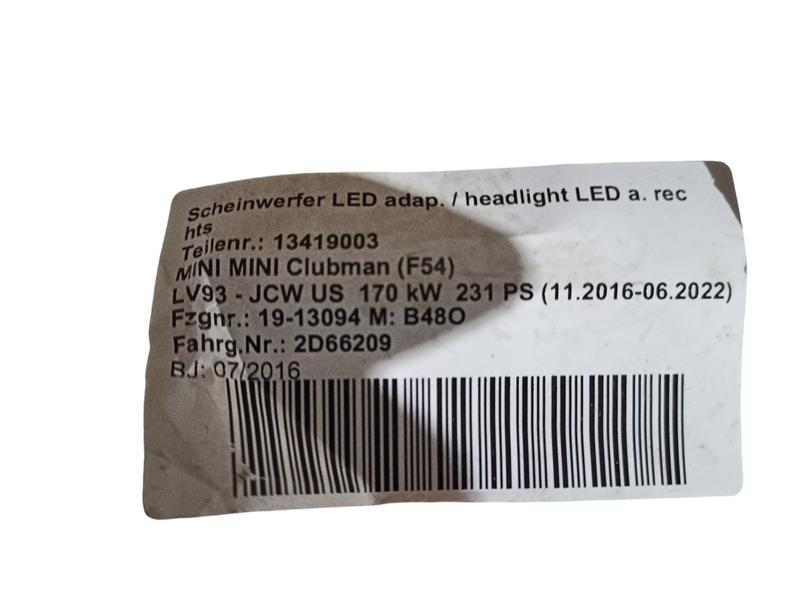 Scheinwerfer LED adap. / headlight LED a. rec
hts
Teilenr.: 13419003
MINI MINI Clubman (F54)
LV93 - JCW US 170 kW 231 PS (11.2016-06.2022)
Fzgnr.: 19-13094 M: B48O
Fahrg.Nr.: 2D66209
BJ: 07/2016